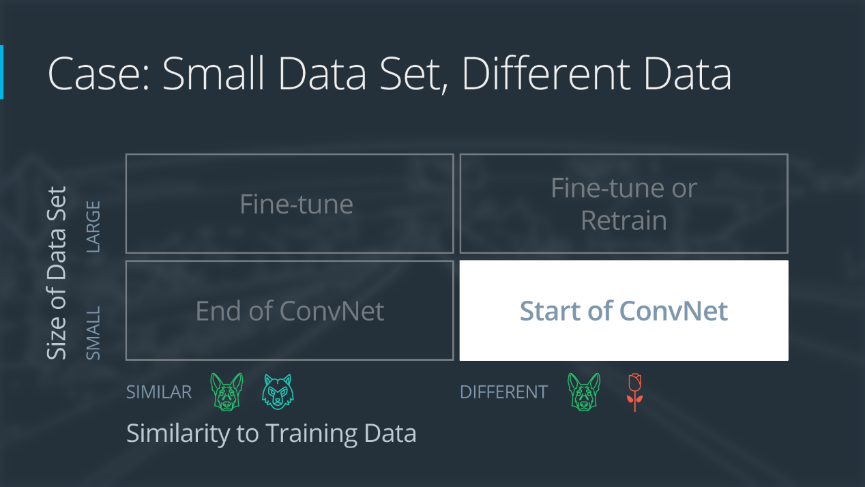 Case: Small Data Set, Different Data
Size of Data Set
LARGE
SMALL
Fine-tune
Fine-tune or
Retrain
End of ConvNet
Start of ConvNet
SIMILAR
DIFFERENT
Similarity to Training Data